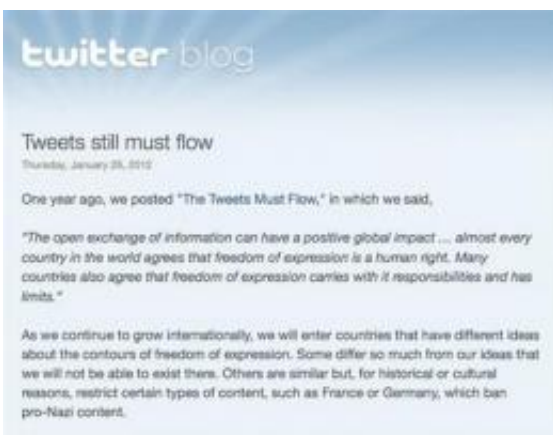 twitter blog
Tweets still must flow
Thursday, January 26, 2012
One year ago, we posted "The Tweets Must Flow," in which we said,
"The open exchange of information can have a positive global impact … almost every
country in the world agrees that freedom of expression is a human right. Many
countries also agree that freedom of expression carries with it responsibilities and has
limits."
As we continue to grow internationally, we will enter countries that have different ideas
about the contours of freedom of expression. Some differ so much from our ideas that
we will not be able to exist there. Others are similar but, for historical or cultural
reasons, restrict certain types of content, such as France or Germany, which ban
pro-Nazi content.